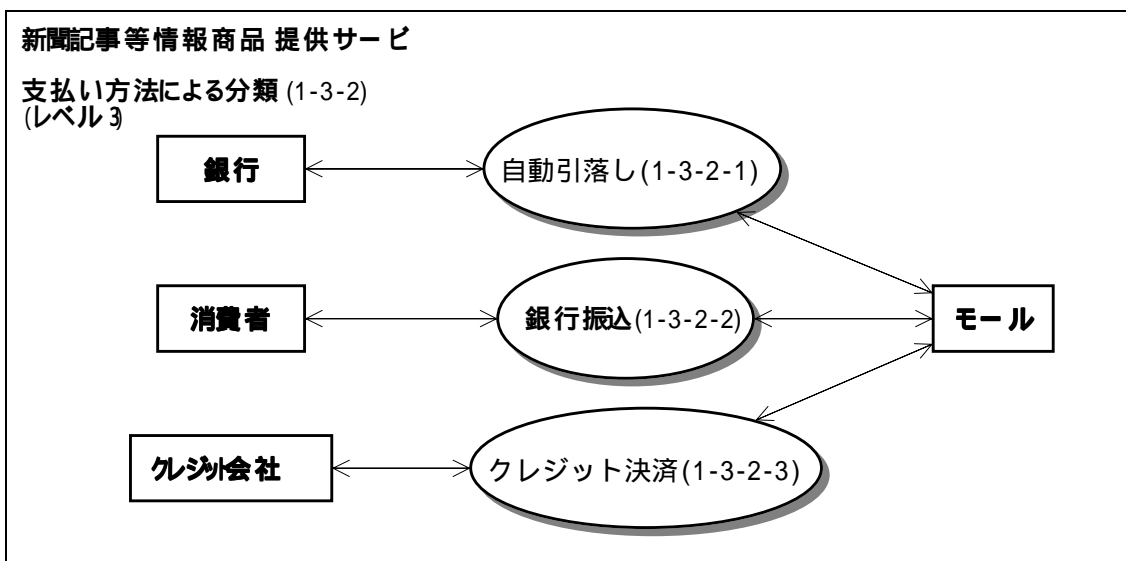 新聞記事等情報商品 提供サービ
支払い方法による分類 (1-3-2)
(レベル 3)
銀行
自動引落し(1-3-2-1)
消費者
銀行振込(1-3-2-2)
モール
クレジット会社
クレジット決済(1-3-2-3)